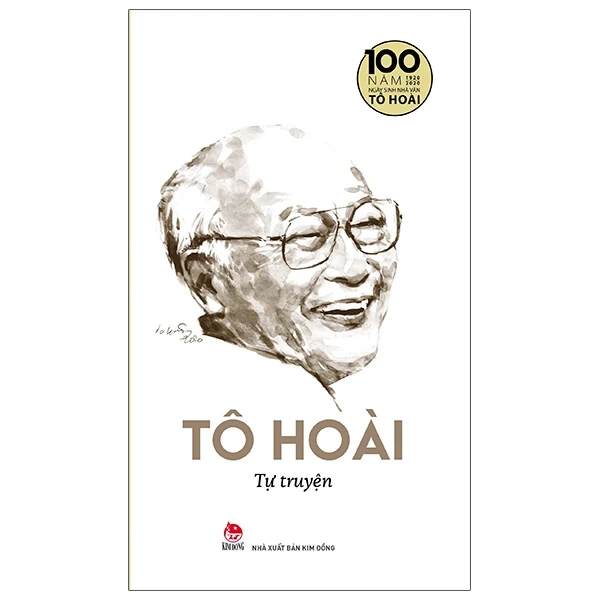 100
NĂM 1920 2020
NGÀY SINH NHÀ VĂN
TÔ HOÀI
TÔ HOÀI
Tự truyện
KIM ĐỒNG
NHÀ XUẤT BẢN KIM ĐỒNG